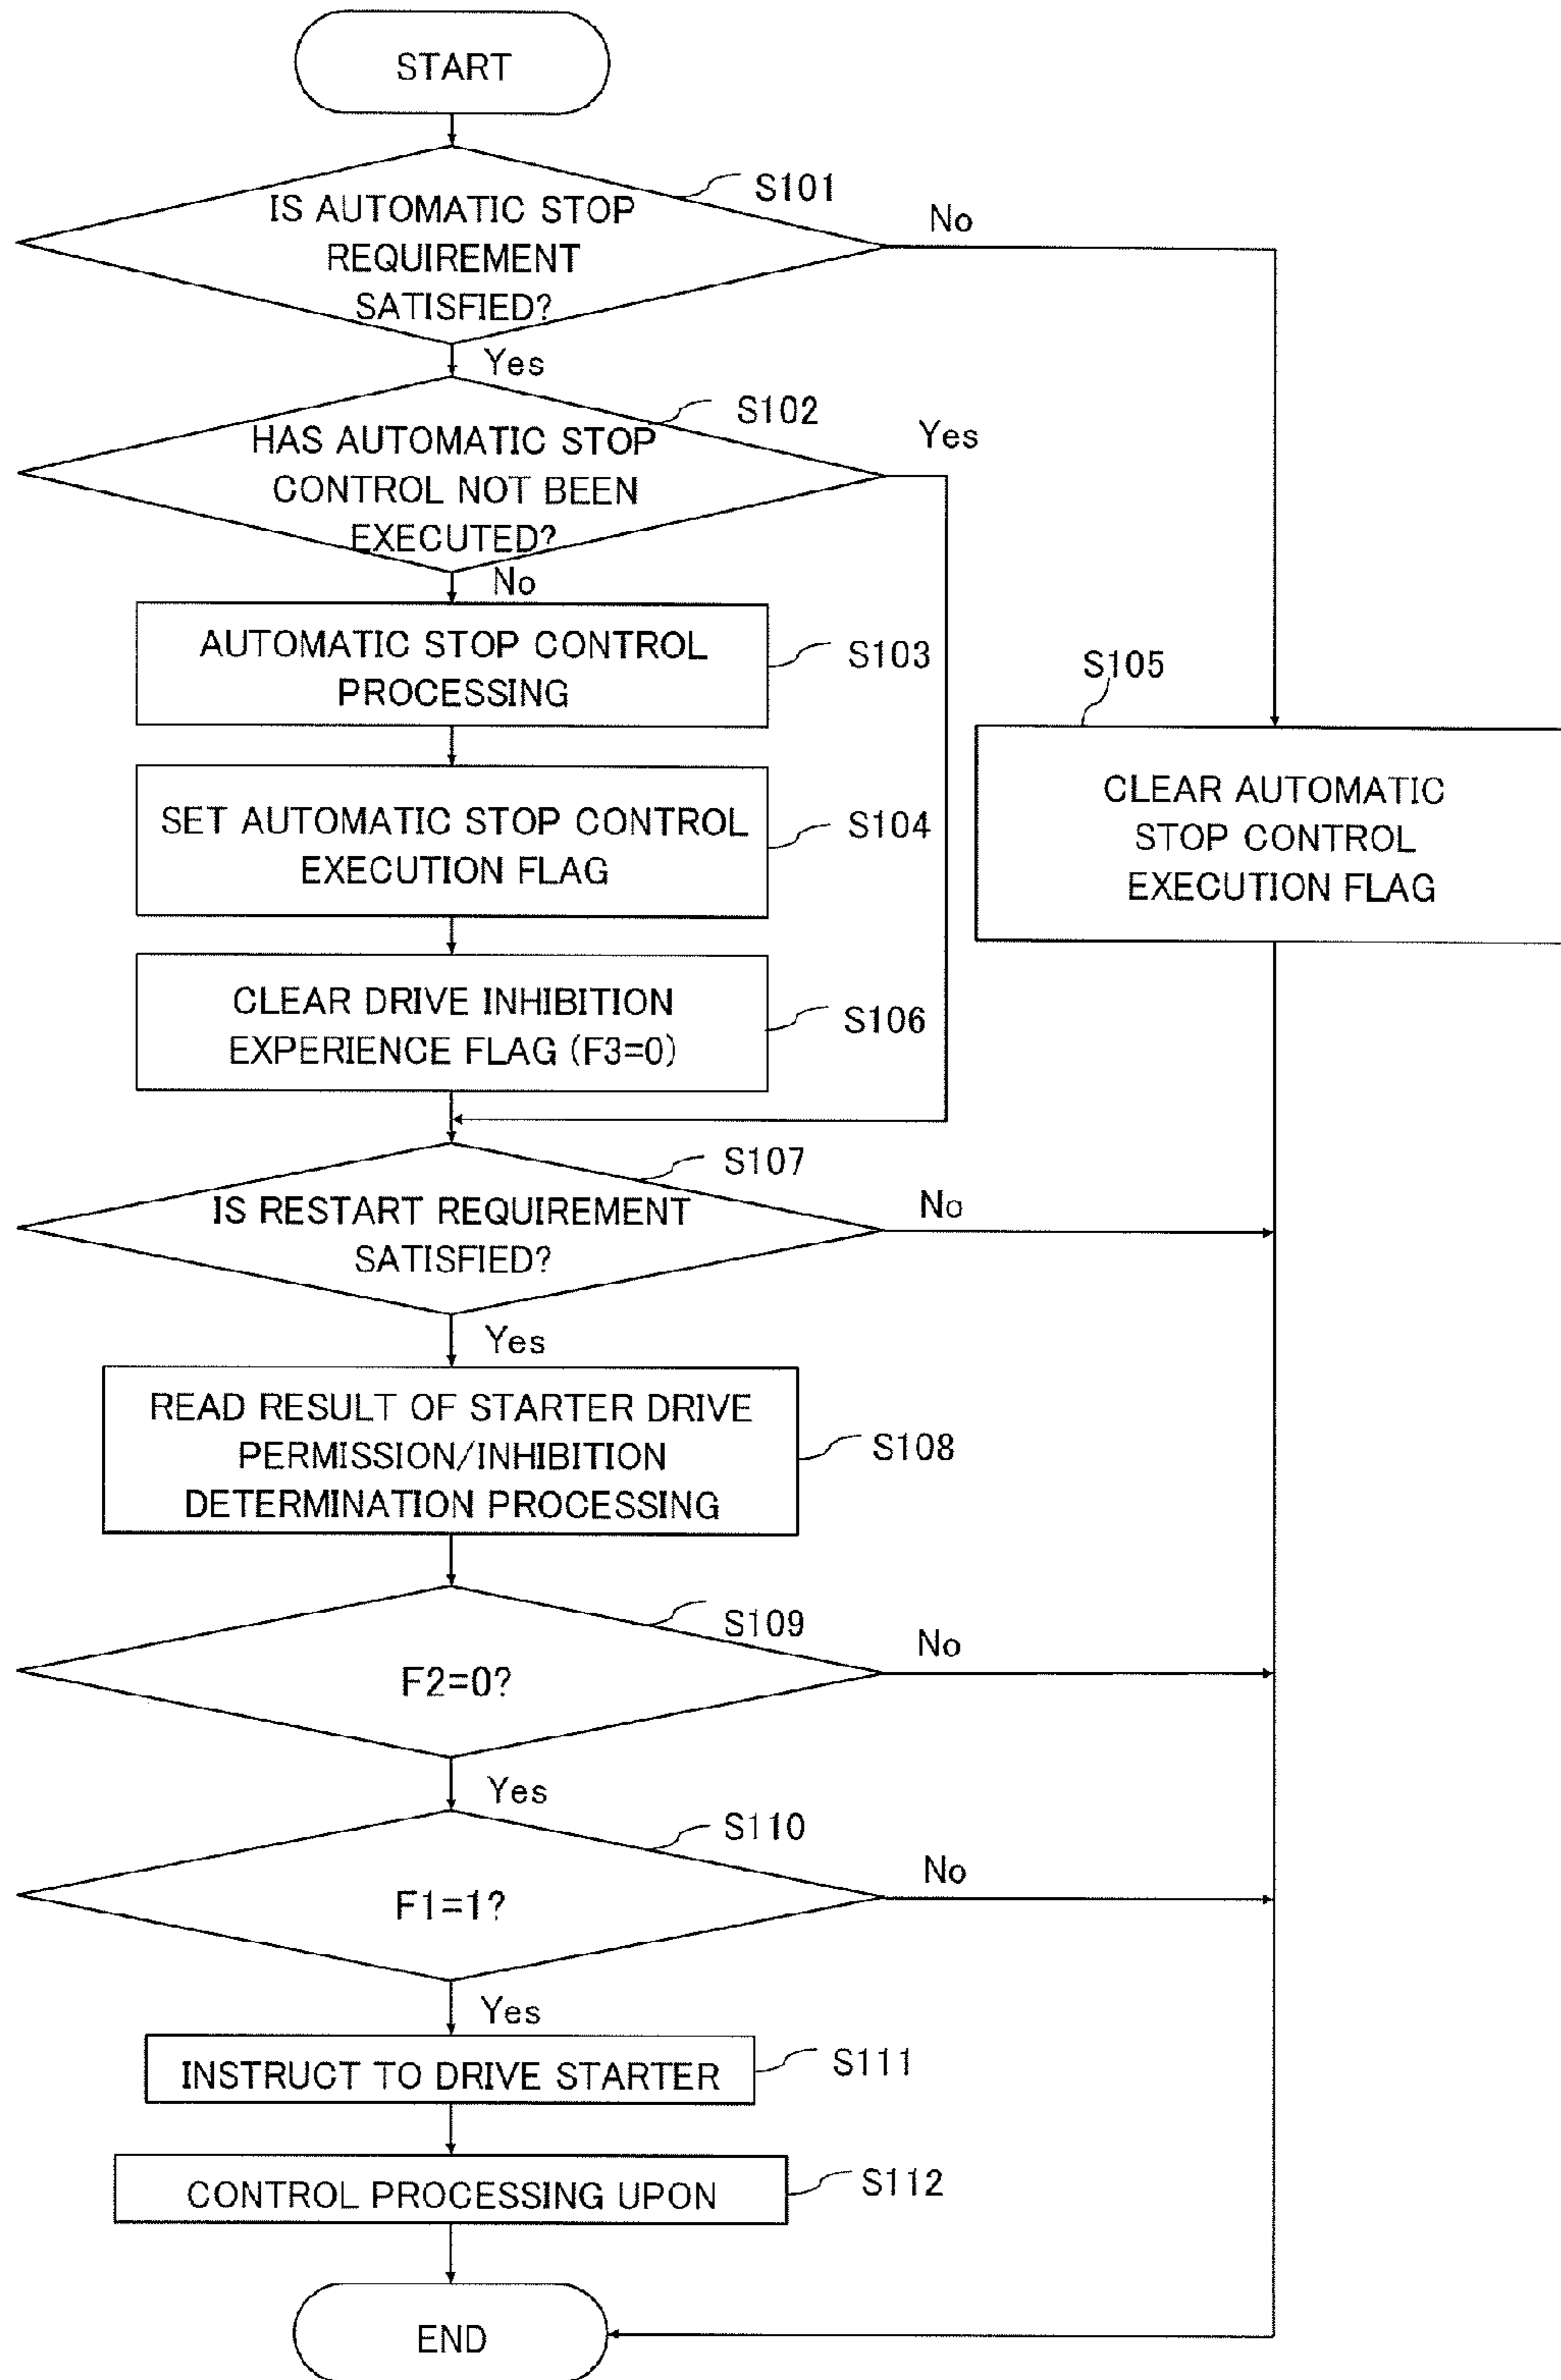 START
S101
IS AUTOMATIC STOP
REQUIREMENT
SATISFIED?
No
Yes
S102
HAS AUTOMATIC STOP
CONTROL NOT BEEN
EXECUTED?
Yes
No
AUTOMATIC STOP CONTROL
PROCESSING
S103
SET AUTOMATIC STOP CONTROL
EXECUTION FLAG
S104
S105
CLEAR AUTOMATIC
STOP CONTROL
EXECUTION FLAG
CLEAR DRIVE INHIBITION
EXPERIENCE FLAG (F3=0)
S106
S107
IS RESTART REQUIREMENT
SATISFIED?
No
Yes
READ RESULT OF STARTER DRIVE
PERMISSION/INHIBITION
DETERMINATION PROCESSING
S108
S109
F2=0?
No
Yes
S110
F1=1?
No
Yes
INSTRUCT TO DRIVE STARTER
S111
CONTROL PROCESSING UPON
S112
END